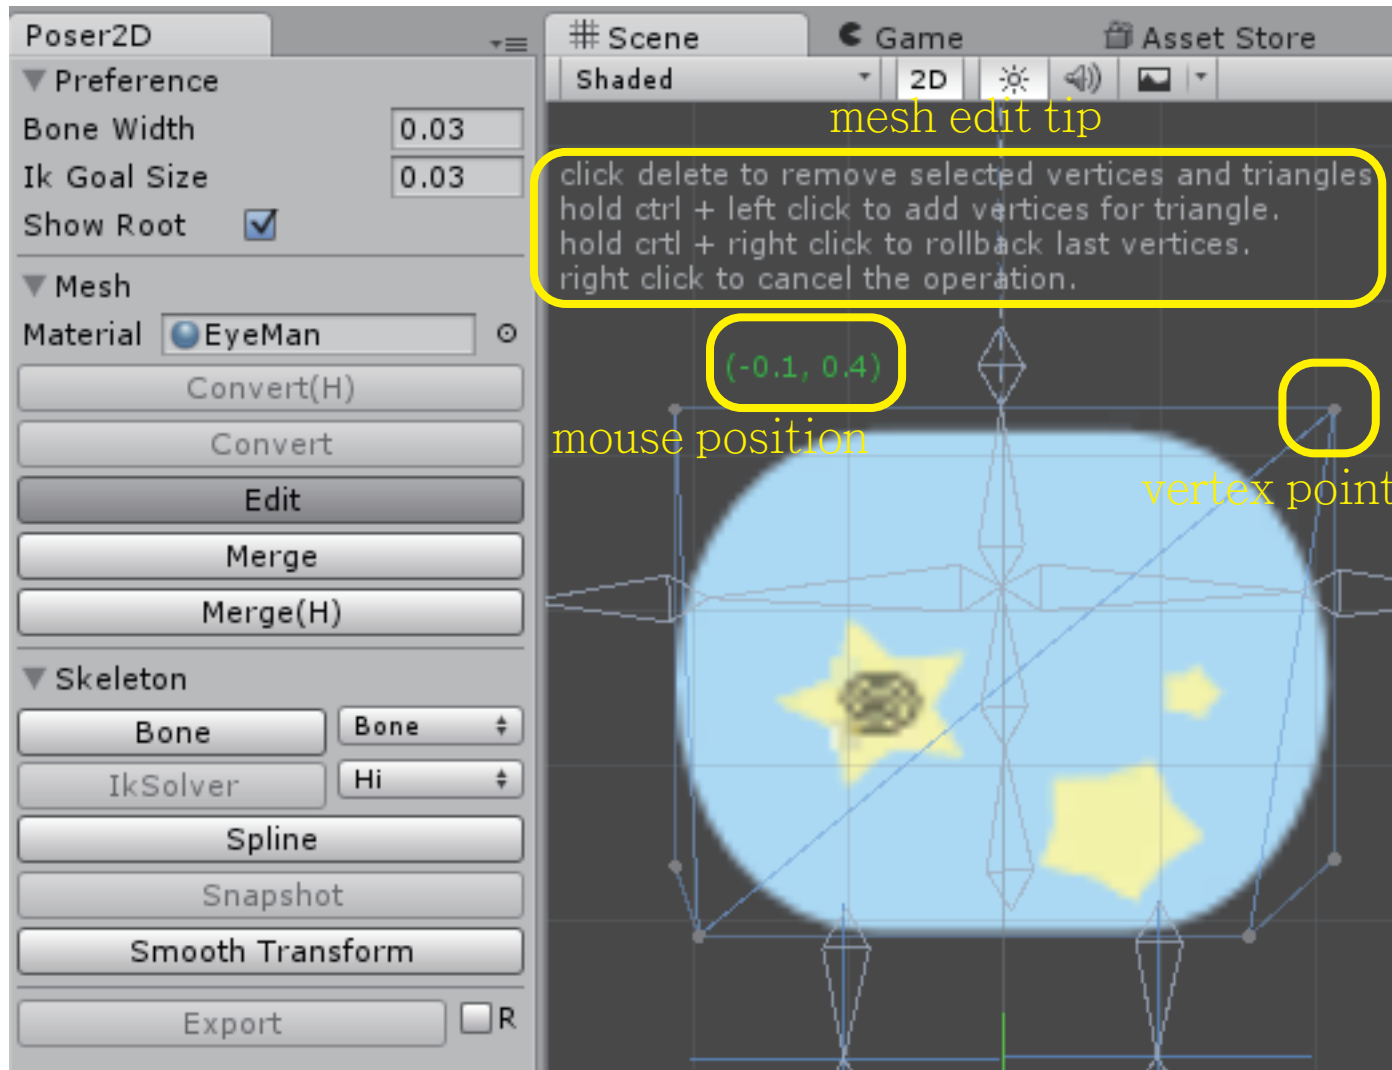 Poser2D
Preference
Bone Width 0.03
Ik Goal Size 0.03
Show Root
Mesh
Material EyeMan
Convert(H)
Convert
Edit
Merge
Merge(H)
Skeleton
Bone Bone
IkSolver Hi
Spline
Snapshot
Smooth Transform
Export R
Scene Game Asset Store
Shaded 2D
mesh edit tip
click delete to remove selected vertices and triangles
hold ctrl + left click to add vertices for triangle.
hold crtl + right click to rollback last vertices.
right click to cancel the operation.
(-0.1, 0.4)
mouse position
vertex point